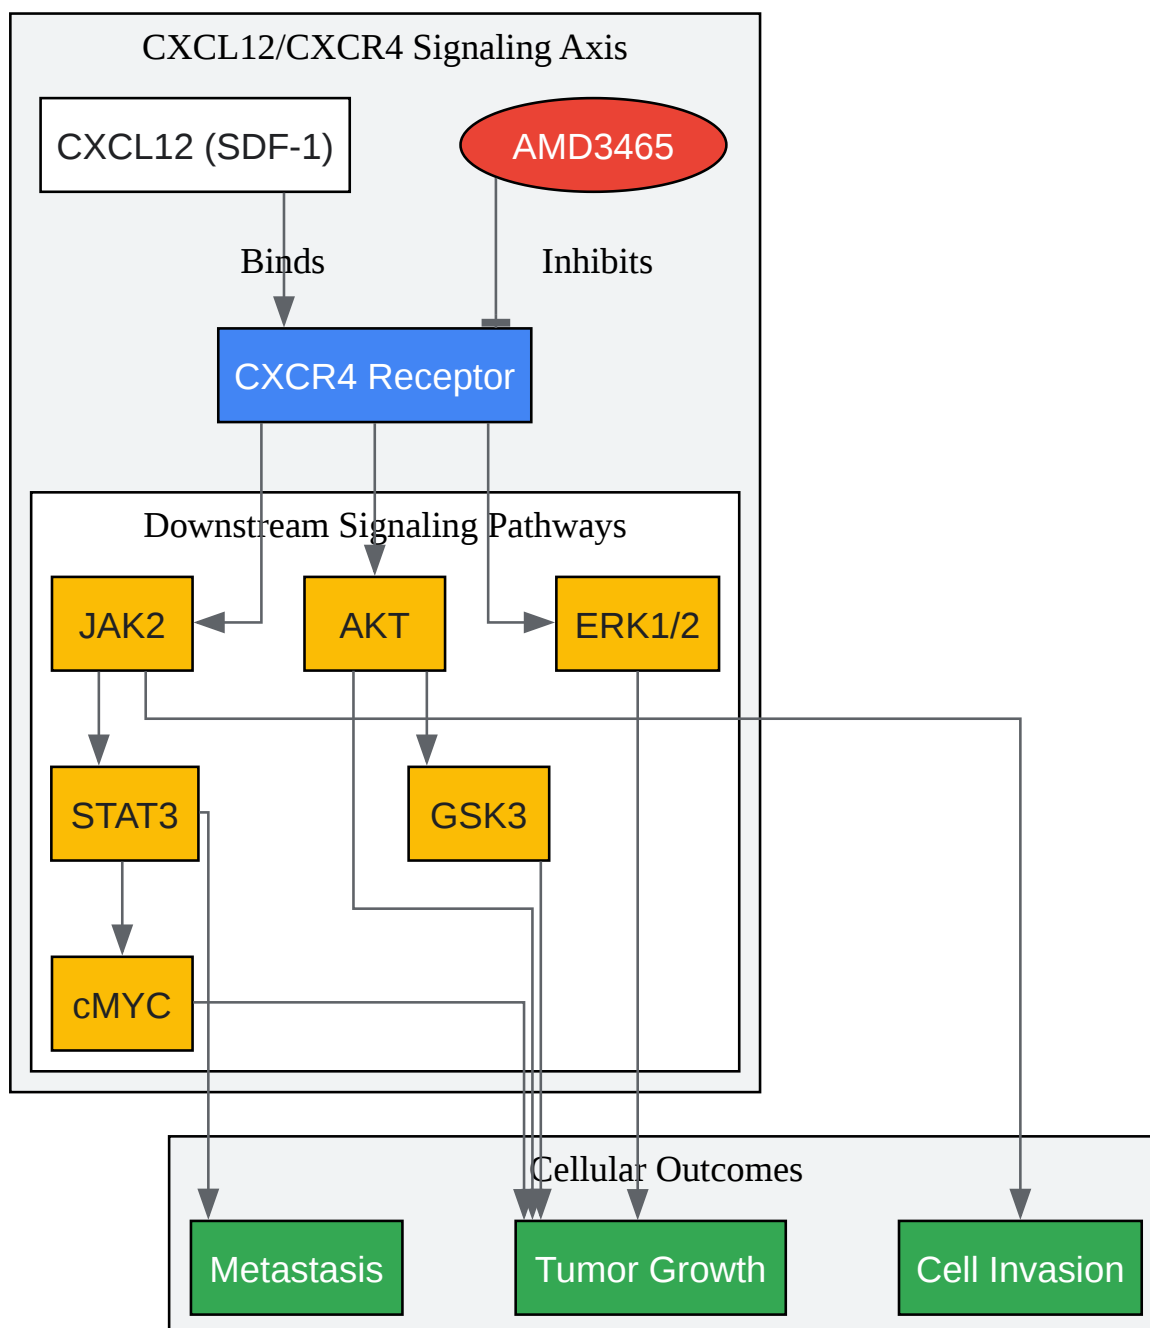 CXCL12/CXCR4 Signaling Axis
CXCL12 (SDF-1)
AMD3465
Binds
Inhibits
CXCR4 Receptor
Downstream Signaling Pathways
JAK2
AKT
ERK1/2
STAT3
GSK3
cMYC
Cellular Outcomes
Metastasis
Tumor Growth
Cell Invasion